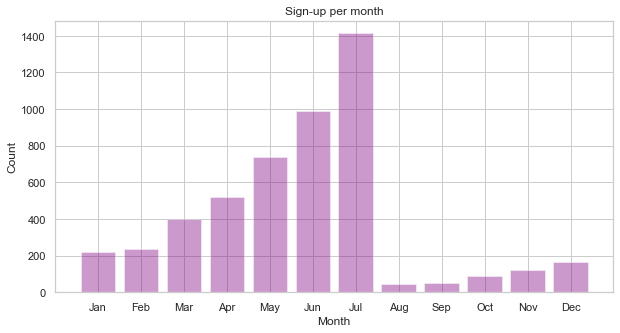 Sign-up per month
Count
1400
1200
1000
800
600
400
200
0
Jan Feb Mar Apr May Jun Jul Aug Sep Oct Nov Dec
Month